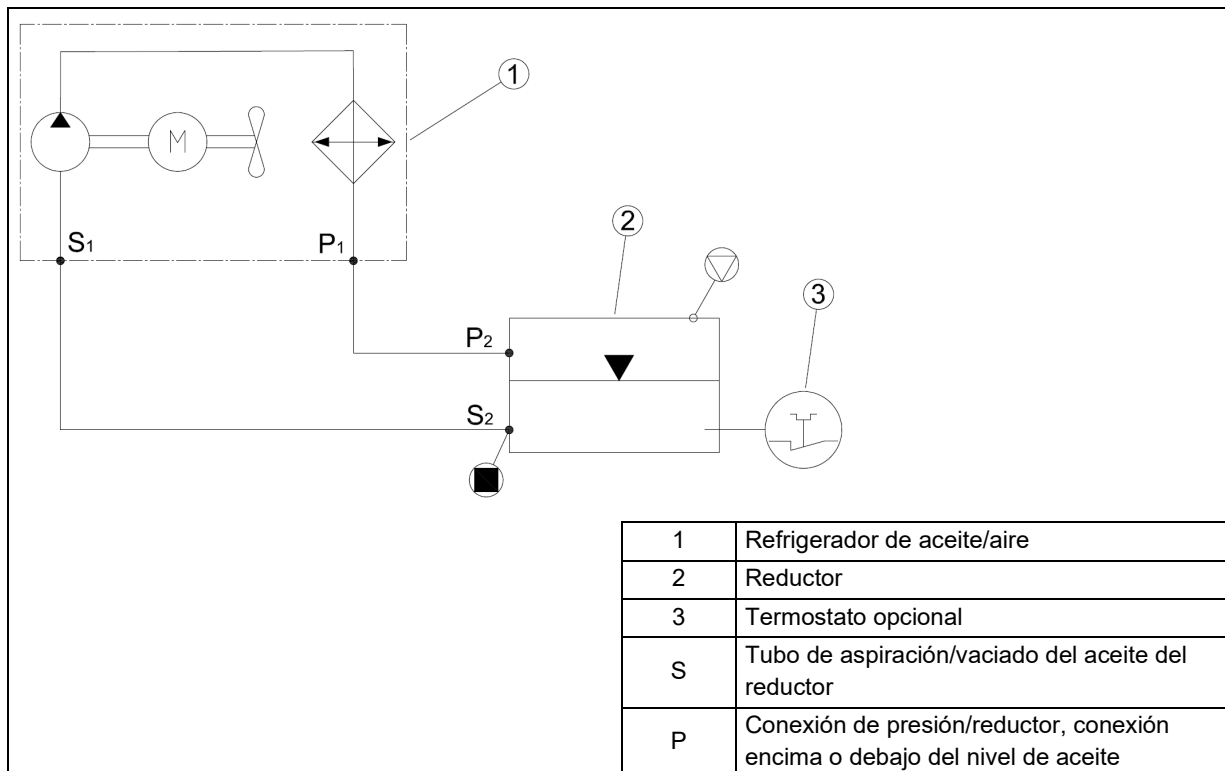 1
M
S1
P1
2
3
P2
S2
1 Refrigerador de aceite/aire
2 Reductor
3 Termostato opcional
S Tubo de aspiración/vaciado del aceite del
reductor
P Conexión de presión/reductor, conexión
encima o debajo del nivel de aceite